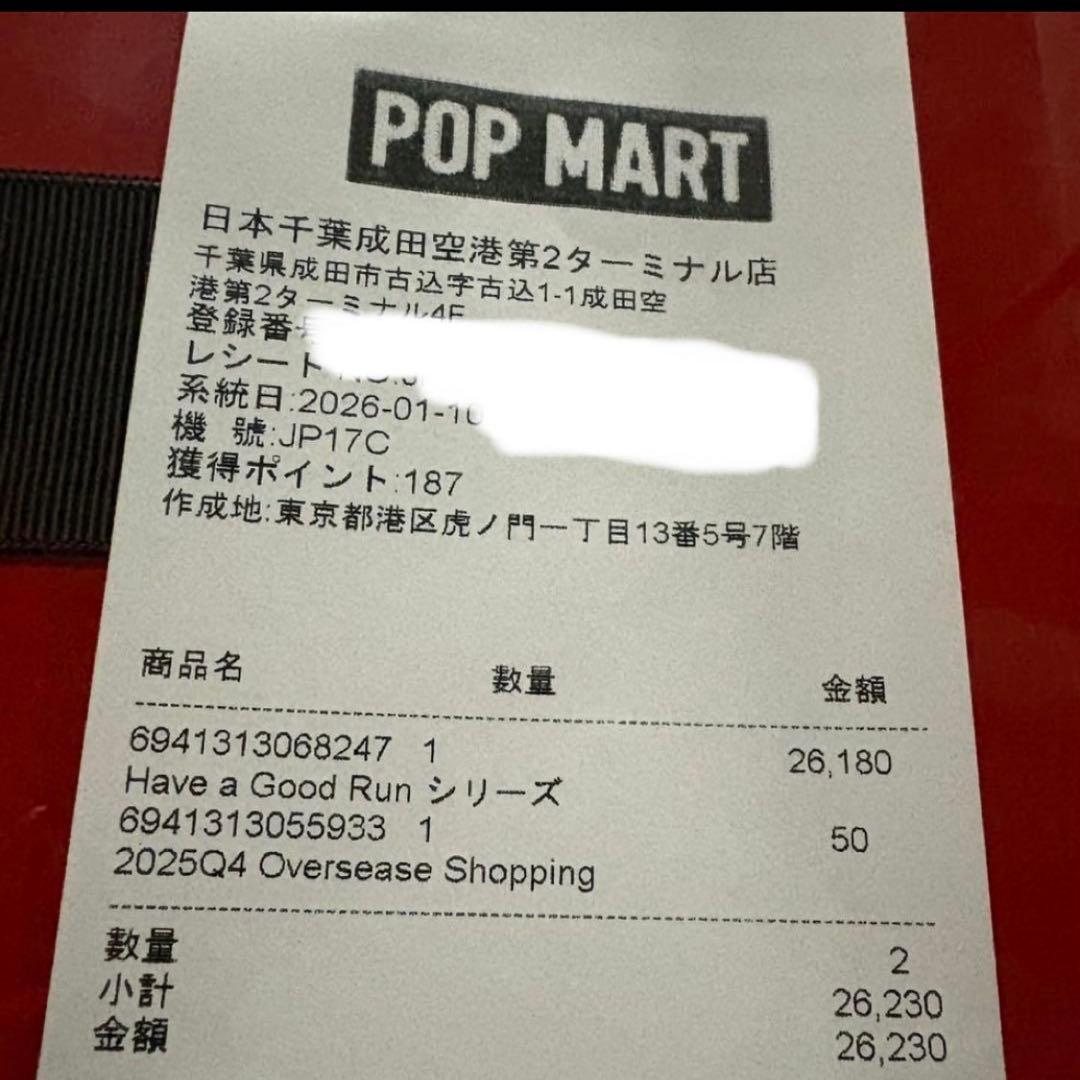 POP MART
日本千葉成田空港第2ターミナル店
千葉県成田市古込字古込1-1成田空
港第2ターミナル4F
登録番号
レシート
系統日:2026-01-10
機 號:JP17C
獲得ポイント:187
作成地:東京都港区虎ノ門一丁目13番5号7階
商品名 数量 金額
6941313068247 1 26,180
Have a Good Run シリーズ
6941313055933 1 50
2025Q4 Oversease Shopping
數量 2
小計 26,230
金額 26,230